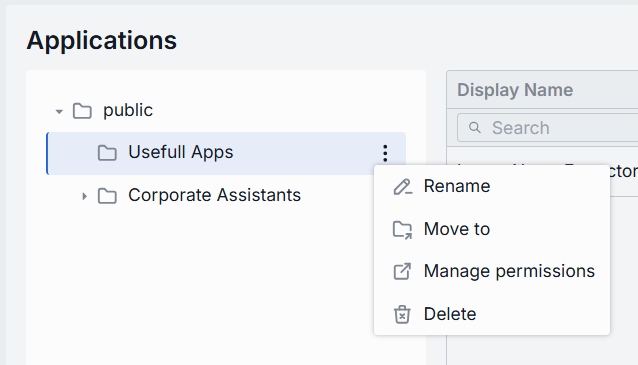 Applications
public
Usefull Apps
Corporate Assistants
Display Name
Search
Rename
Move to
Manage permissions
Delete